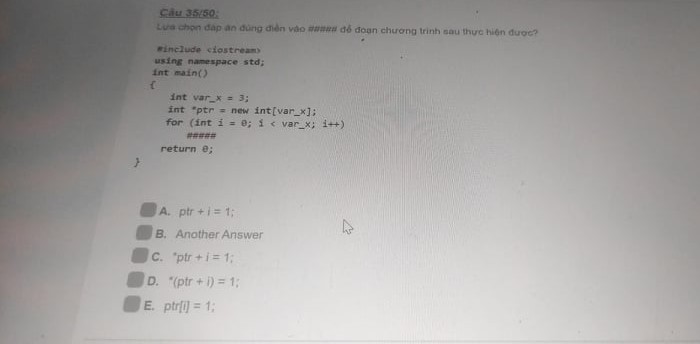 Câu 35/50:
Lựa chọn đáp án đúng điền vào ##### để đoạn chương trình sau thực hiện được?
#include <iostream>
using namespace std;
int main()
{
int var_x = 3;
int *ptr = new int[var_x];
for (int i = 0; i < var_x; i++)
#####
return 0;
}
A. ptr + i = 1;
B. Another Answer
C. *ptr + i = 1;
D. *(ptr + i) = 1;
E. ptr[i] = 1;